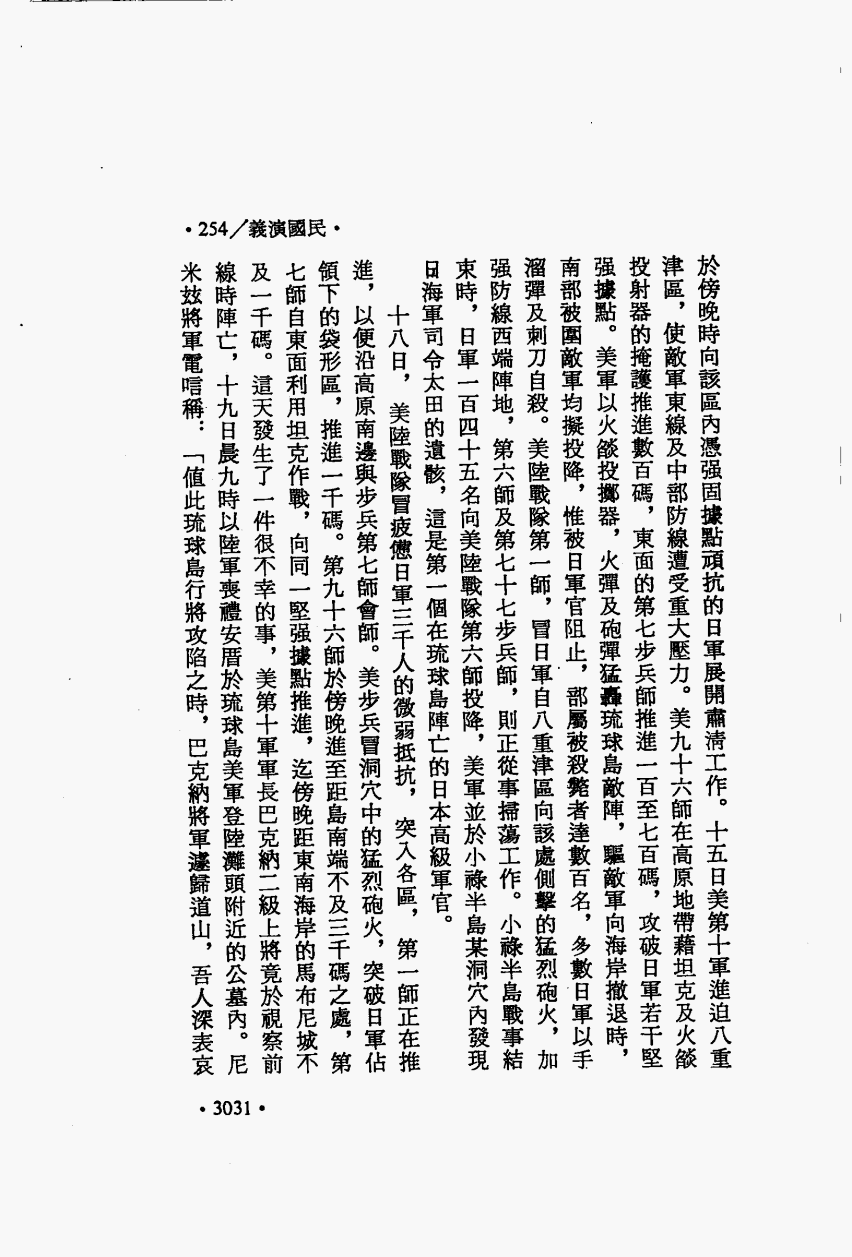 •254／義演國民•
於傍晚時向該區內憑强固據點頑抗的日軍展開肅清工作。十五日美第十軍進迫八重
津區，使敵軍東線及中部防線遭受重大壓力。美九十六師在高原地帶藉坦克及火燄
投射器的掩護推進數百碼，東面的第七步兵師推進一百至七百碼，攻破日軍若干堅
强據點。美軍以火燄投擲器，火彈及砲彈猛轟琉球島敵陣，驅敵軍向海岸撤退時，
南部被圍敵軍均擬投降，惟被日軍官阻止，部屬被殺斃者達數百名，多數日軍以手
溜彈及刺刀自殺。美陸戰隊第一師，冒日軍自八重津區向該處側擊的猛烈砲火，加
强防線西端陣地，第六師及第七十七步兵師，則正從事掃蕩工作。小祿半島戰事結
束時，日軍一百四十五名向美陸戰隊第六師投降，美軍並於小祿半島某洞穴內發現
日海軍司令太田的遺骸，這是第一個在琉球島陣亡的日本高級軍官。
十八日，美陸戰隊冒疲憊日軍三千人的微弱抵抗，突入各區，第一師正在推
進，以便沿高原南邊與步兵第七師會師。美步兵冒洞穴中的猛烈砲火，突破日軍佔
領下的袋形區，推進一千碼。第九十六師於傍晚進至距島南端不及三千碼之處，第
七師自東面利用坦克作戰，向同一堅强據點推進，迄傍晚距東南海岸的馬布尼城不
及一千碼。這天發生了一件很不幸的事，美第十軍軍長巴克納二級上將竟於視察前
線時陣亡，十九日晨九時以陸軍喪禮安厝於琉球島美軍登陸灘頭附近的公墓內。尼
米玆將軍電唁稱：「值此琉球島行將攻陷之時，巴克納將軍遽歸道山，吾人深表哀
•3031•